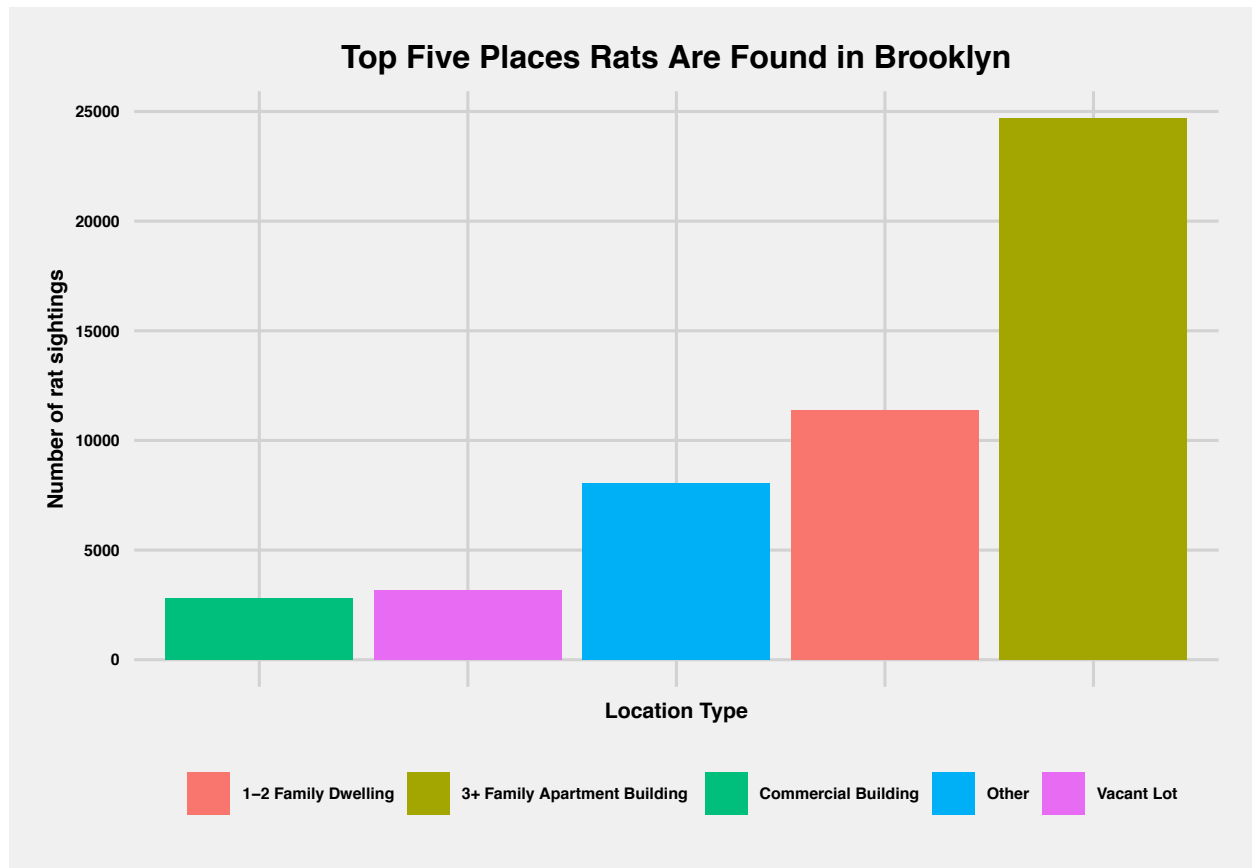 Top Five Places Rats Are Found in Brooklyn
25000
20000
15000
10000
5000
0
Number of rat sightings
Location Type
1−2 Family Dwelling
3+ Family Apartment Building
Commercial Building
Other
Vacant Lot